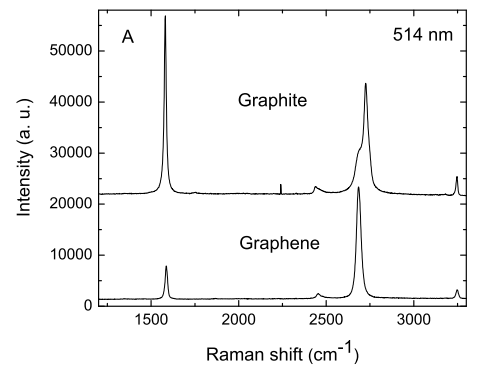 A
514 nm
Graphite
Graphene
Intensity (a. u.)
50000
40000
30000
20000
10000
0
1500
2000
2500
3000
Raman shift (cm-1)